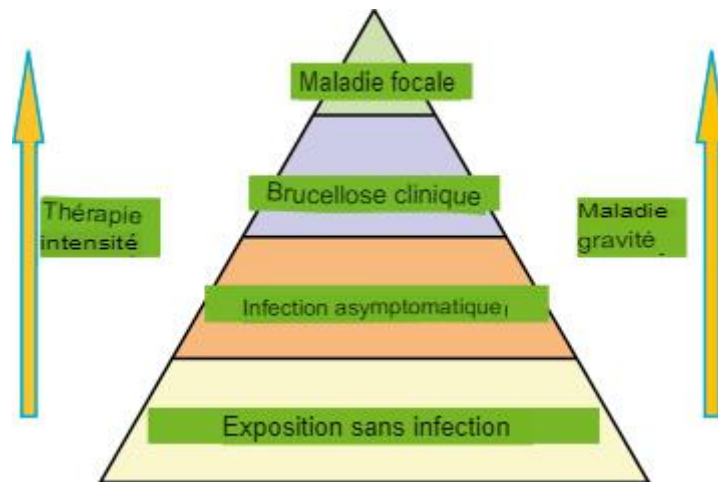 Maladie focale
Brucellose clinique
Thérapie
intensité
Maladie
gravité
Infection asymptomatique
Exposition sans infection